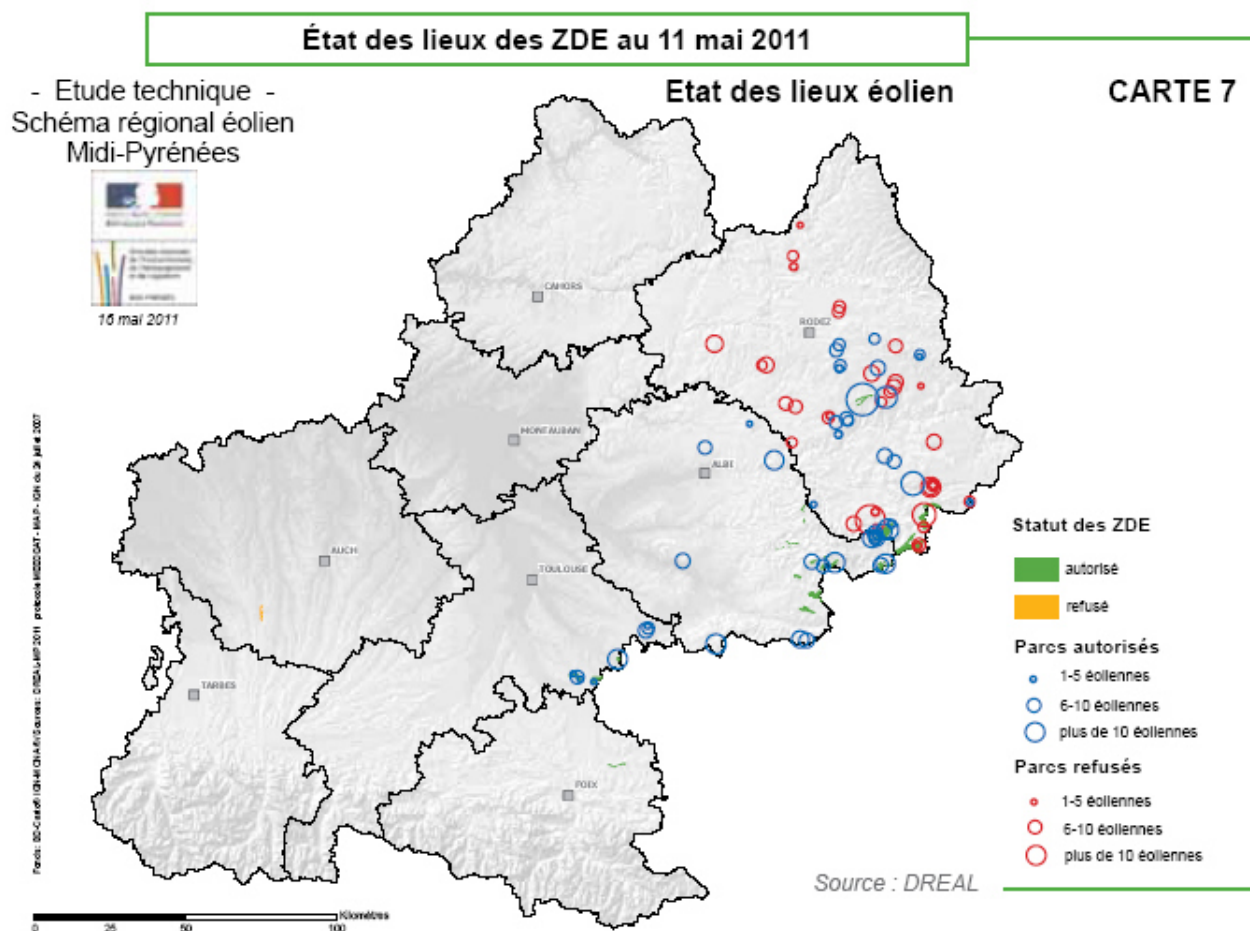 État des lieux des ZDE au 11 mai 2011
- Etude technique -
Schéma régional éolien
Midi-Pyrénées
Etat des lieux éolien
CARTE 7
16 mai 2011
CAHORS
RODEZ
MONTAUBAN
ALBI
AUCH
TOULOUSE
TARBES
FOIX
Statut des ZDE
autorisé
refusé
Parcs autorisés
1-5 éoliennes
6-10 éoliennes
plus de 10 éoliennes
Parcs refusés
1-5 éoliennes
6-10 éoliennes
plus de 10 éoliennes
Source : DREAL
Kilomètres
0 25 50 100